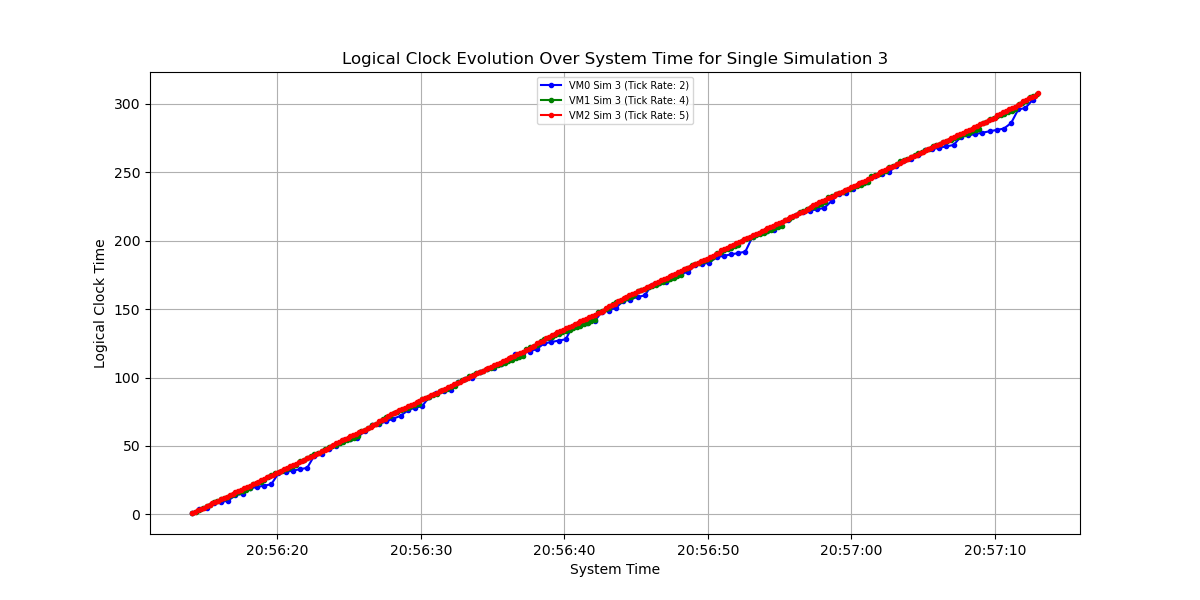 Logical Clock Evolution Over System Time for Single Simulation 3
VM0 Sim 3 (Tick Rate: 2)
VM1 Sim 3 (Tick Rate: 4)
VM2 Sim 3 (Tick Rate: 5)
Logical Clock Time
300
250
200
150
100
50
0
20:56:20 20:56:30 20:56:40 20:56:50 20:57:00 20:57:10
System Time